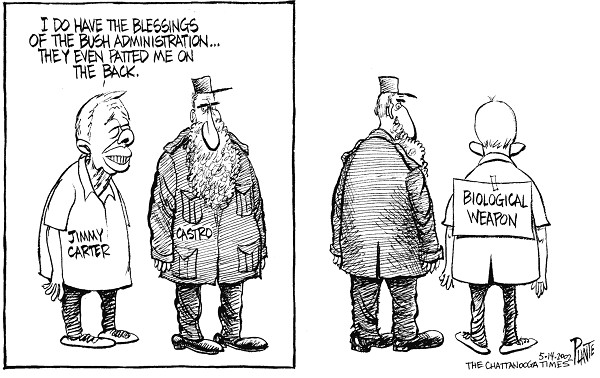 I DO HAVE THE BLESSINGS
OF THE BUSH ADMINISTRATION...
THEY EVEN PATTED ME ON
THE BACK.
JIMMY
CARTER
CASTRO
BIOLOGICAL
WEAPON
5-14-2002
THE CHATTANOOGA TIMES
PLANTE